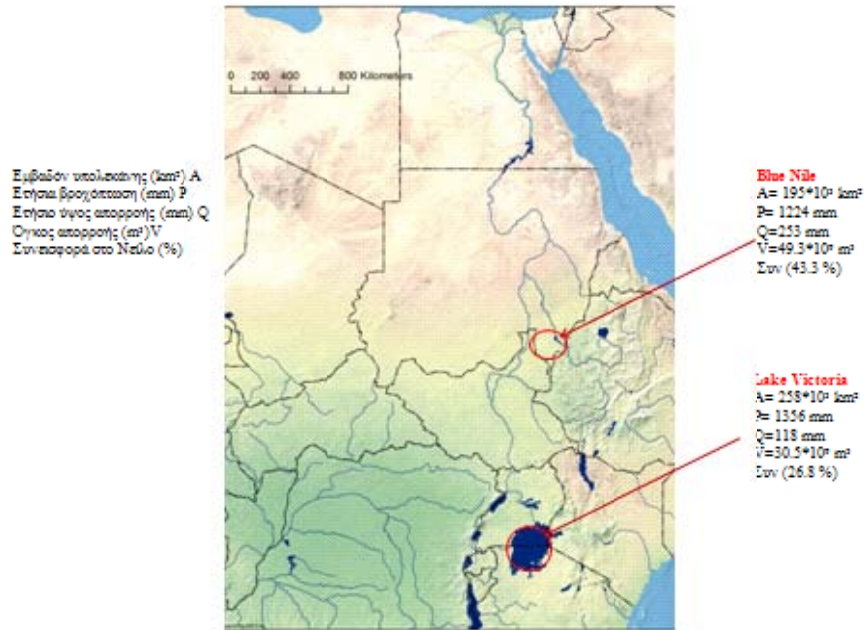 0 200 400 800 Kilometers
Εμβαδόν υπολεκάνης (km²) A
Ετήσια βροχόπτωση (mm) P
Ετήσιο ύψος απορροής (mm) Q
Όγκος απορροής (m³)V
Συνεισφορά στο Νείλο (%)
Blue Nile
A= 195*10³ km²
P= 1224 mm
Q=253 mm
V=49.3*10⁹ m³
Συν (43.3 %)
Lake Victoria
A= 258*10³ km²
P= 1356 mm
Q=118 mm
V=30.5*10⁹ m³
Συν (26.8 %)